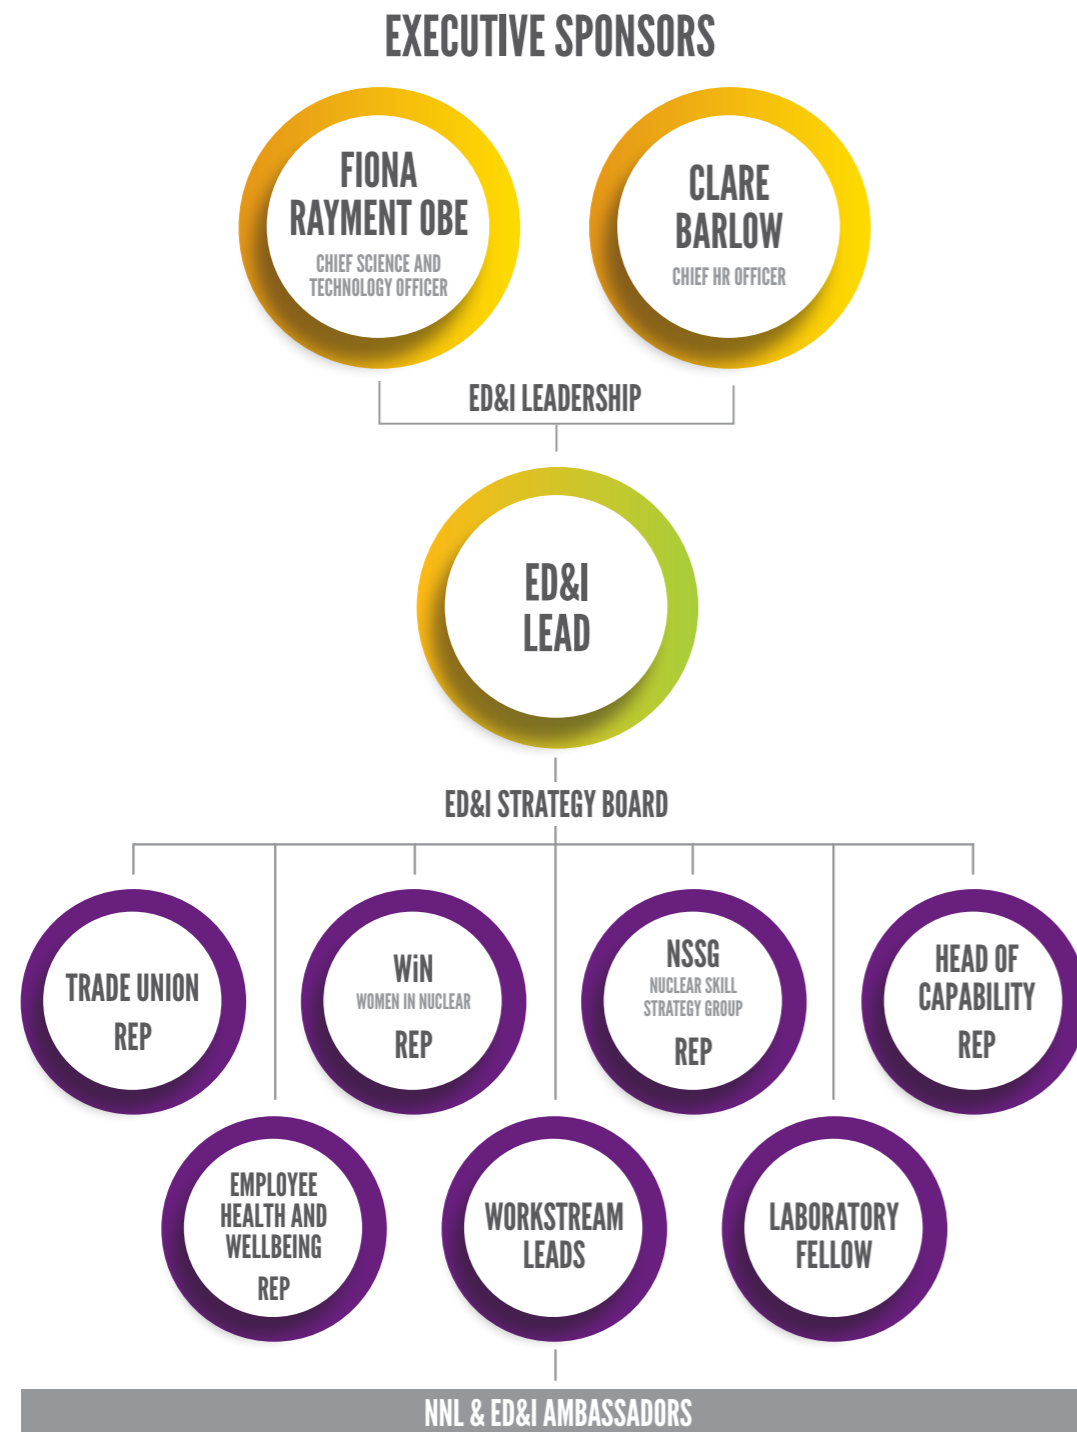 EXECUTIVE SPONSORS
FIONA
RAYMENT OBE
CHIEF SCIENCE AND
TECHNOLOGY OFFICER
CLARE
BARLOW
CHIEF HR OFFICER
ED&I LEADERSHIP
ED&I
LEAD
ED&I STRATEGY BOARD
TRADE UNION
REP
WiN
WOMEN IN NUCLEAR
REP
NSSG
NUCLEAR SKILL
STRATEGY GROUP
REP
HEAD OF
CAPABILITY
REP
EMPLOYEE
HEALTH AND
WELLBEING
REP
WORKSTREAM
LEADS
LABORATORY
FELLOW
NNL & ED&I AMBASSADORS